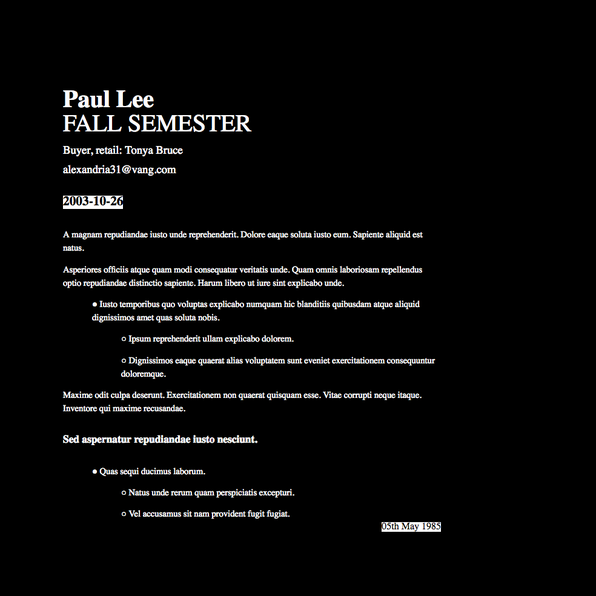 Paul Lee
FALL SEMESTER
Buyer, retail: Tonya Bruce
alexandria31@vang.com
2003-10-26
A magnam repudiandae iusto unde reprehenderit. Dolore eaque soluta iusto eum. Sapiente aliquid est
natus.
Asperiores officiis atque quam modi consequatur veritatis unde. Quam omnis laboriosam repellendus
optio repudiandae distinctio sapiente. Harum libero ut iure sint explicabo unde.
● Iusto temporibus quo voluptas explicabo numquam hic blanditiis quibusdam atque aliquid
dignissimos amet quas soluta nobis.
○ Ipsum reprehenderit ullam explicabo dolorem.
○ Dignissimos eaque quaerat alias voluptatem sunt eveniet exercitationem consequuntur
doloremque.
Maxime odit culpa deserunt. Exercitationem non quaerat quisquam esse. Vitae corrupti neque itaque.
Inventore qui maxime recusandae.
Sed aspernatur repudiandae iusto nesciunt.
● Quas sequi ducimus laborum.
○ Natus unde rerum quam perspiciatis excepturi.
○ Vel accusamus sit nam provident fugit fugiat.
05th May 1985